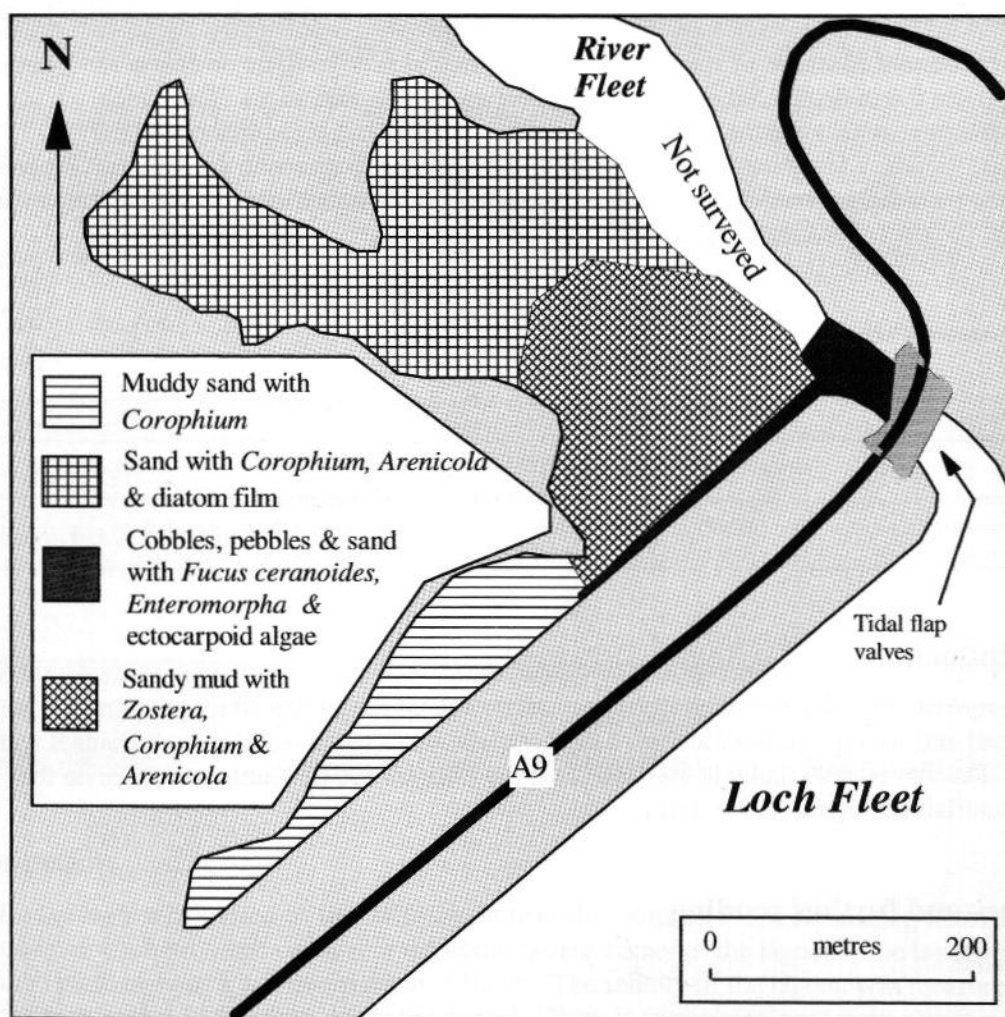 N
River
Fleet
Not surveyed
Muddy sand with
Corophium
Sand with Corophium, Arenicola
& diatom film
Cobbles, pebbles & sand
with Fucus ceranoides,
Enteromorpha &
ectocarpoid algae
Sandy mud with
Zostera,
Corophium &
Arenicola
Tidal flap
valves
A9
Loch Fleet
0 metres 200